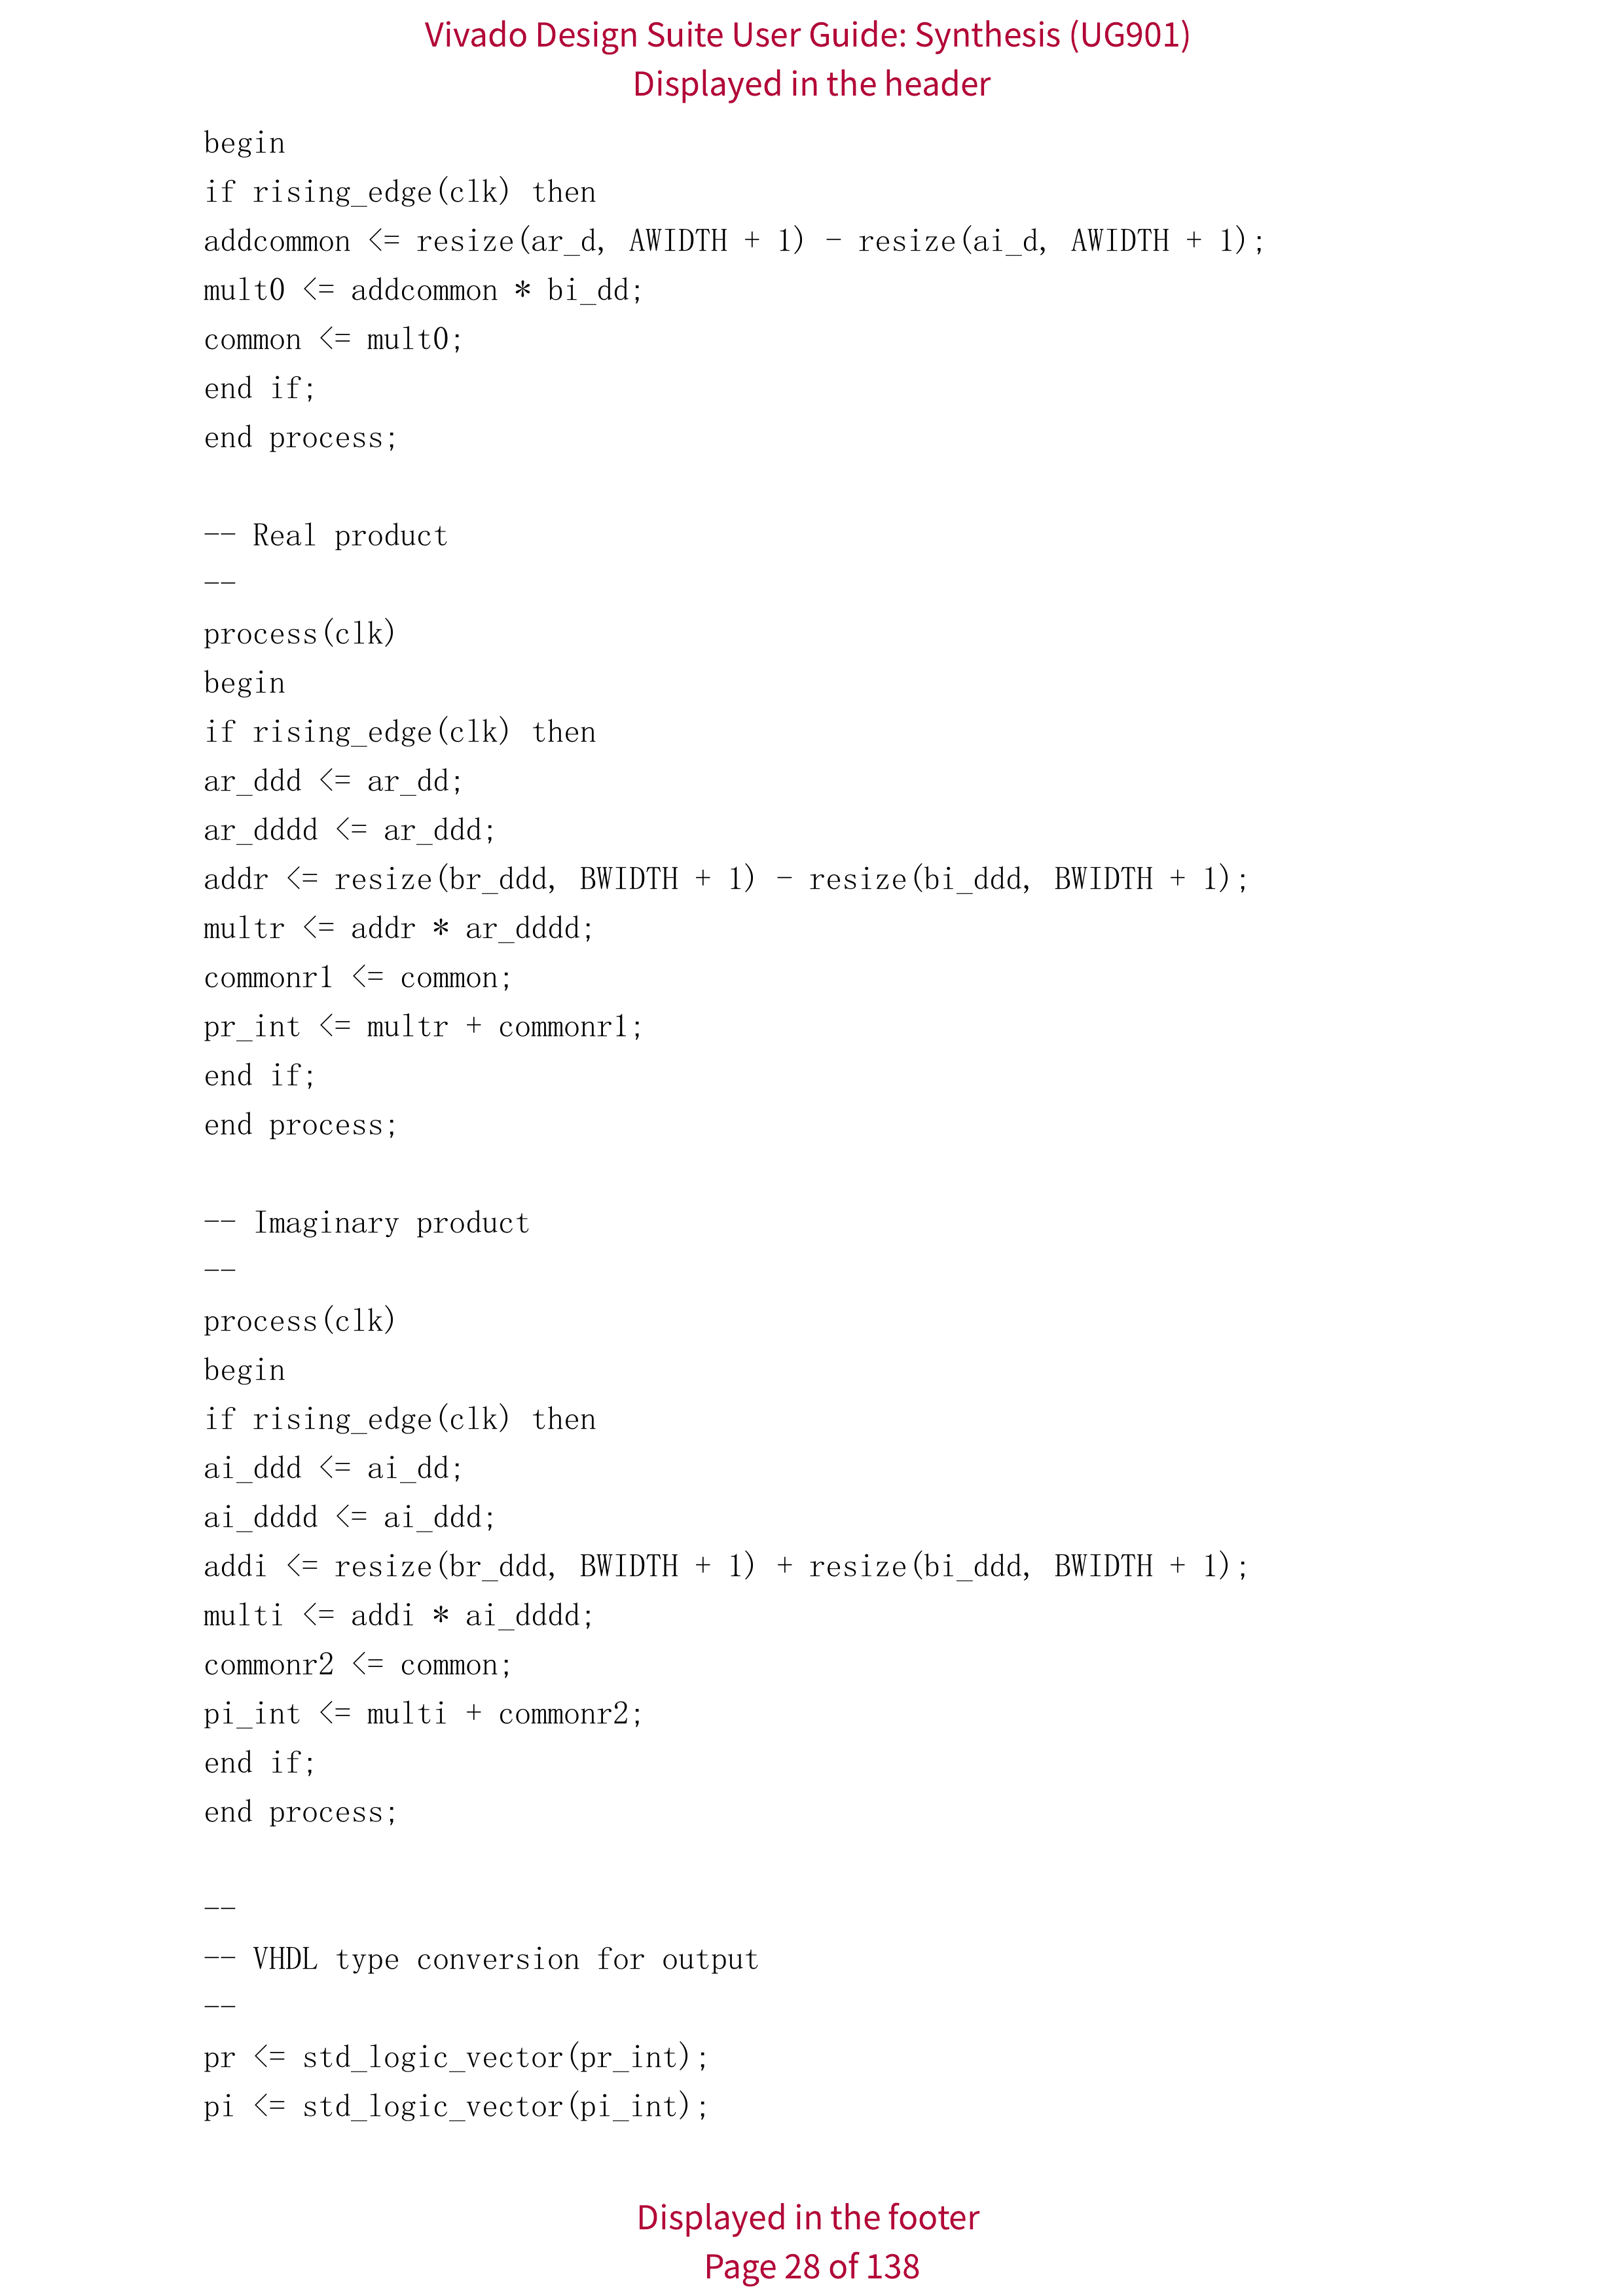 Vivado Design Suite User Guide: Synthesis (UG901)
Displayed in the header
begin
if rising_edge(clk) then
addcommon <= resize(ar_d, AWIDTH + 1) - resize(ai_d, AWIDTH + 1);
mult0 <= addcommon * bi_dd;
common <= mult0;
end if;
end process;

-- Real product
--
process(clk)
begin
if rising_edge(clk) then
ar_ddd <= ar_dd;
ar_dddd <= ar_ddd;
addr <= resize(br_ddd, BWIDTH + 1) - resize(bi_ddd, BWIDTH + 1);
multr <= addr * ar_dddd;
commonr1 <= common;
pr_int <= multr + commonr1;
end if;
end process;

-- Imaginary product
--
process(clk)
begin
if rising_edge(clk) then
ai_ddd <= ai_dd;
ai_dddd <= ai_ddd;
addi <= resize(br_ddd, BWIDTH + 1) + resize(bi_ddd, BWIDTH + 1);
multi <= addi * ai_dddd;
commonr2 <= common;
pi_int <= multi + commonr2;
end if;
end process;

--
-- VHDL type conversion for output
--
pr <= std_logic_vector(pr_int);
pi <= std_logic_vector(pi_int);
Displayed in the footer
Page 28 of 138